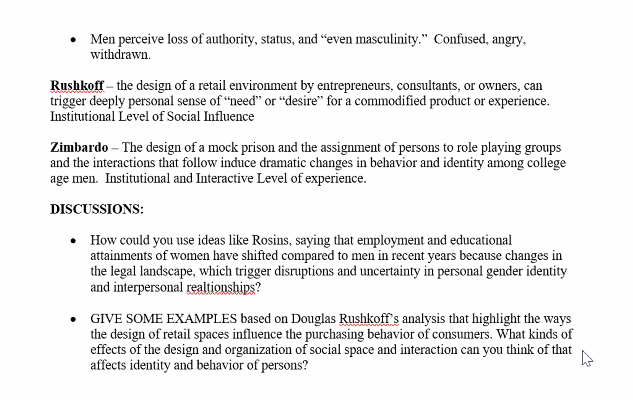 • Men perceive loss of authority, status, and “even masculinity.”  Confused, angry,
withdrawn.
Rushkoff – the design of a retail environment by entrepreneurs, consultants, or owners, can
trigger deeply personal sense of “need” or “desire” for a commodified product or experience.
Institutional Level of Social Influence
Zimbardo – The design of a mock prison and the assignment of persons to role playing groups
and the interactions that follow induce dramatic changes in behavior and identity among college
age men.  Institutional and Interactive Level of experience.
DISCUSSIONS:
• How could you use ideas like Rosins, saying that employment and educational
attainments of women have shifted compared to men in recent years because changes in
the legal landscape, which trigger disruptions and uncertainty in personal gender identity
and interpersonal realtionships?
• GIVE SOME EXAMPLES based on Douglas Rushkoff’s analysis that highlight the ways
the design of retail spaces influence the purchasing behavior of consumers. What kinds of
effects of the design and organization of social space and interaction can you think of that
affects identity and behavior of persons?